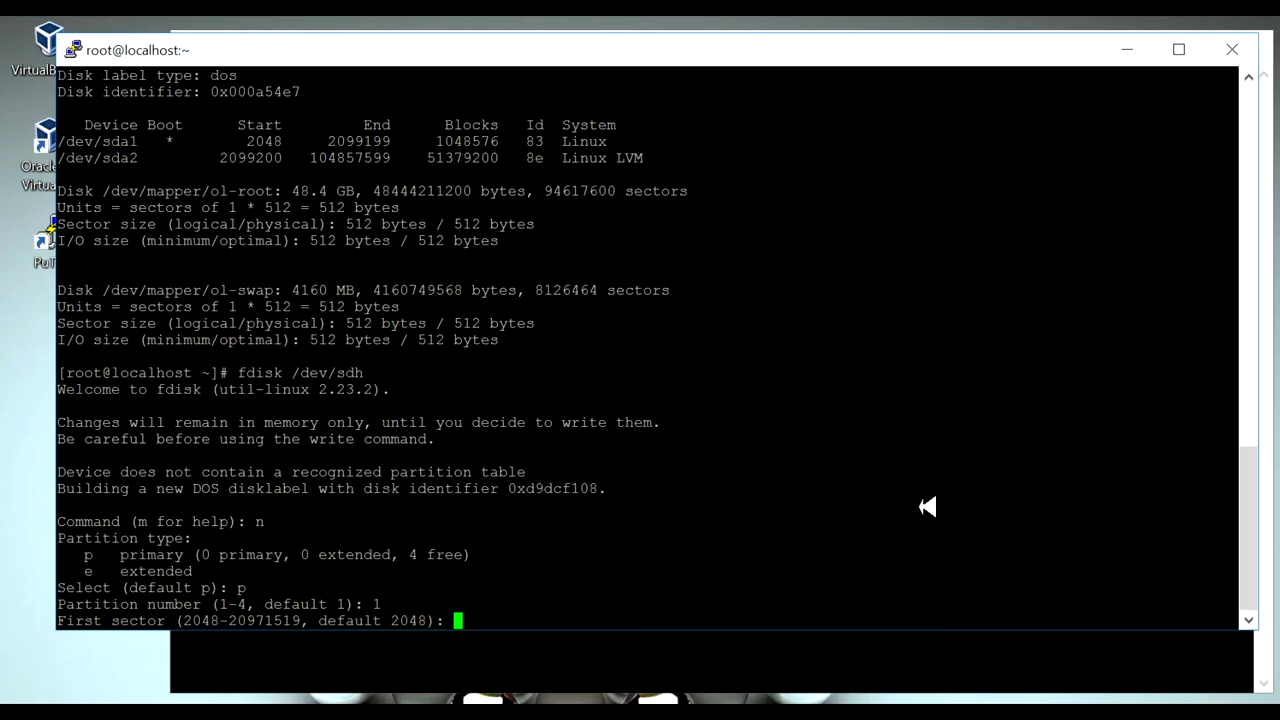 root@localhost:~
VirtualB
Oracle
Virtua
PuT
Disk label type: dos
Disk identifier: 0x000a54e7
Device Boot Start End Blocks Id System
/dev/sda1 * 2048 2099199 1048576 83 Linux
/dev/sda2 2099200 104857599 51379200 8e Linux LVM
Disk /dev/mapper/ol-root: 48.4 GB, 48444211200 bytes, 94617600 sectors
Units = sectors of 1 * 512 = 512 bytes
Sector size (logical/physical): 512 bytes / 512 bytes
I/O size (minimum/optimal): 512 bytes / 512 bytes
Disk /dev/mapper/ol-swap: 4160 MB, 4160749568 bytes, 8126464 sectors
Units = sectors of 1 * 512 = 512 bytes
Sector size (logical/physical): 512 bytes / 512 bytes
I/O size (minimum/optimal): 512 bytes / 512 bytes
[root@localhost ~]# fdisk /dev/sdh
Welcome to fdisk (util-linux 2.23.2).
Changes will remain in memory only, until you decide to write them.
Be careful before using the write command.
Device does not contain a recognized partition table
Building a new DOS disklabel with disk identifier 0xd9dcf108.
Command (m for help): n
Partition type:
p primary (0 primary, 0 extended, 4 free)
e extended
Select (default p): p
Partition number (1-4, default 1): 1
First sector (2048-20971519, default 2048):